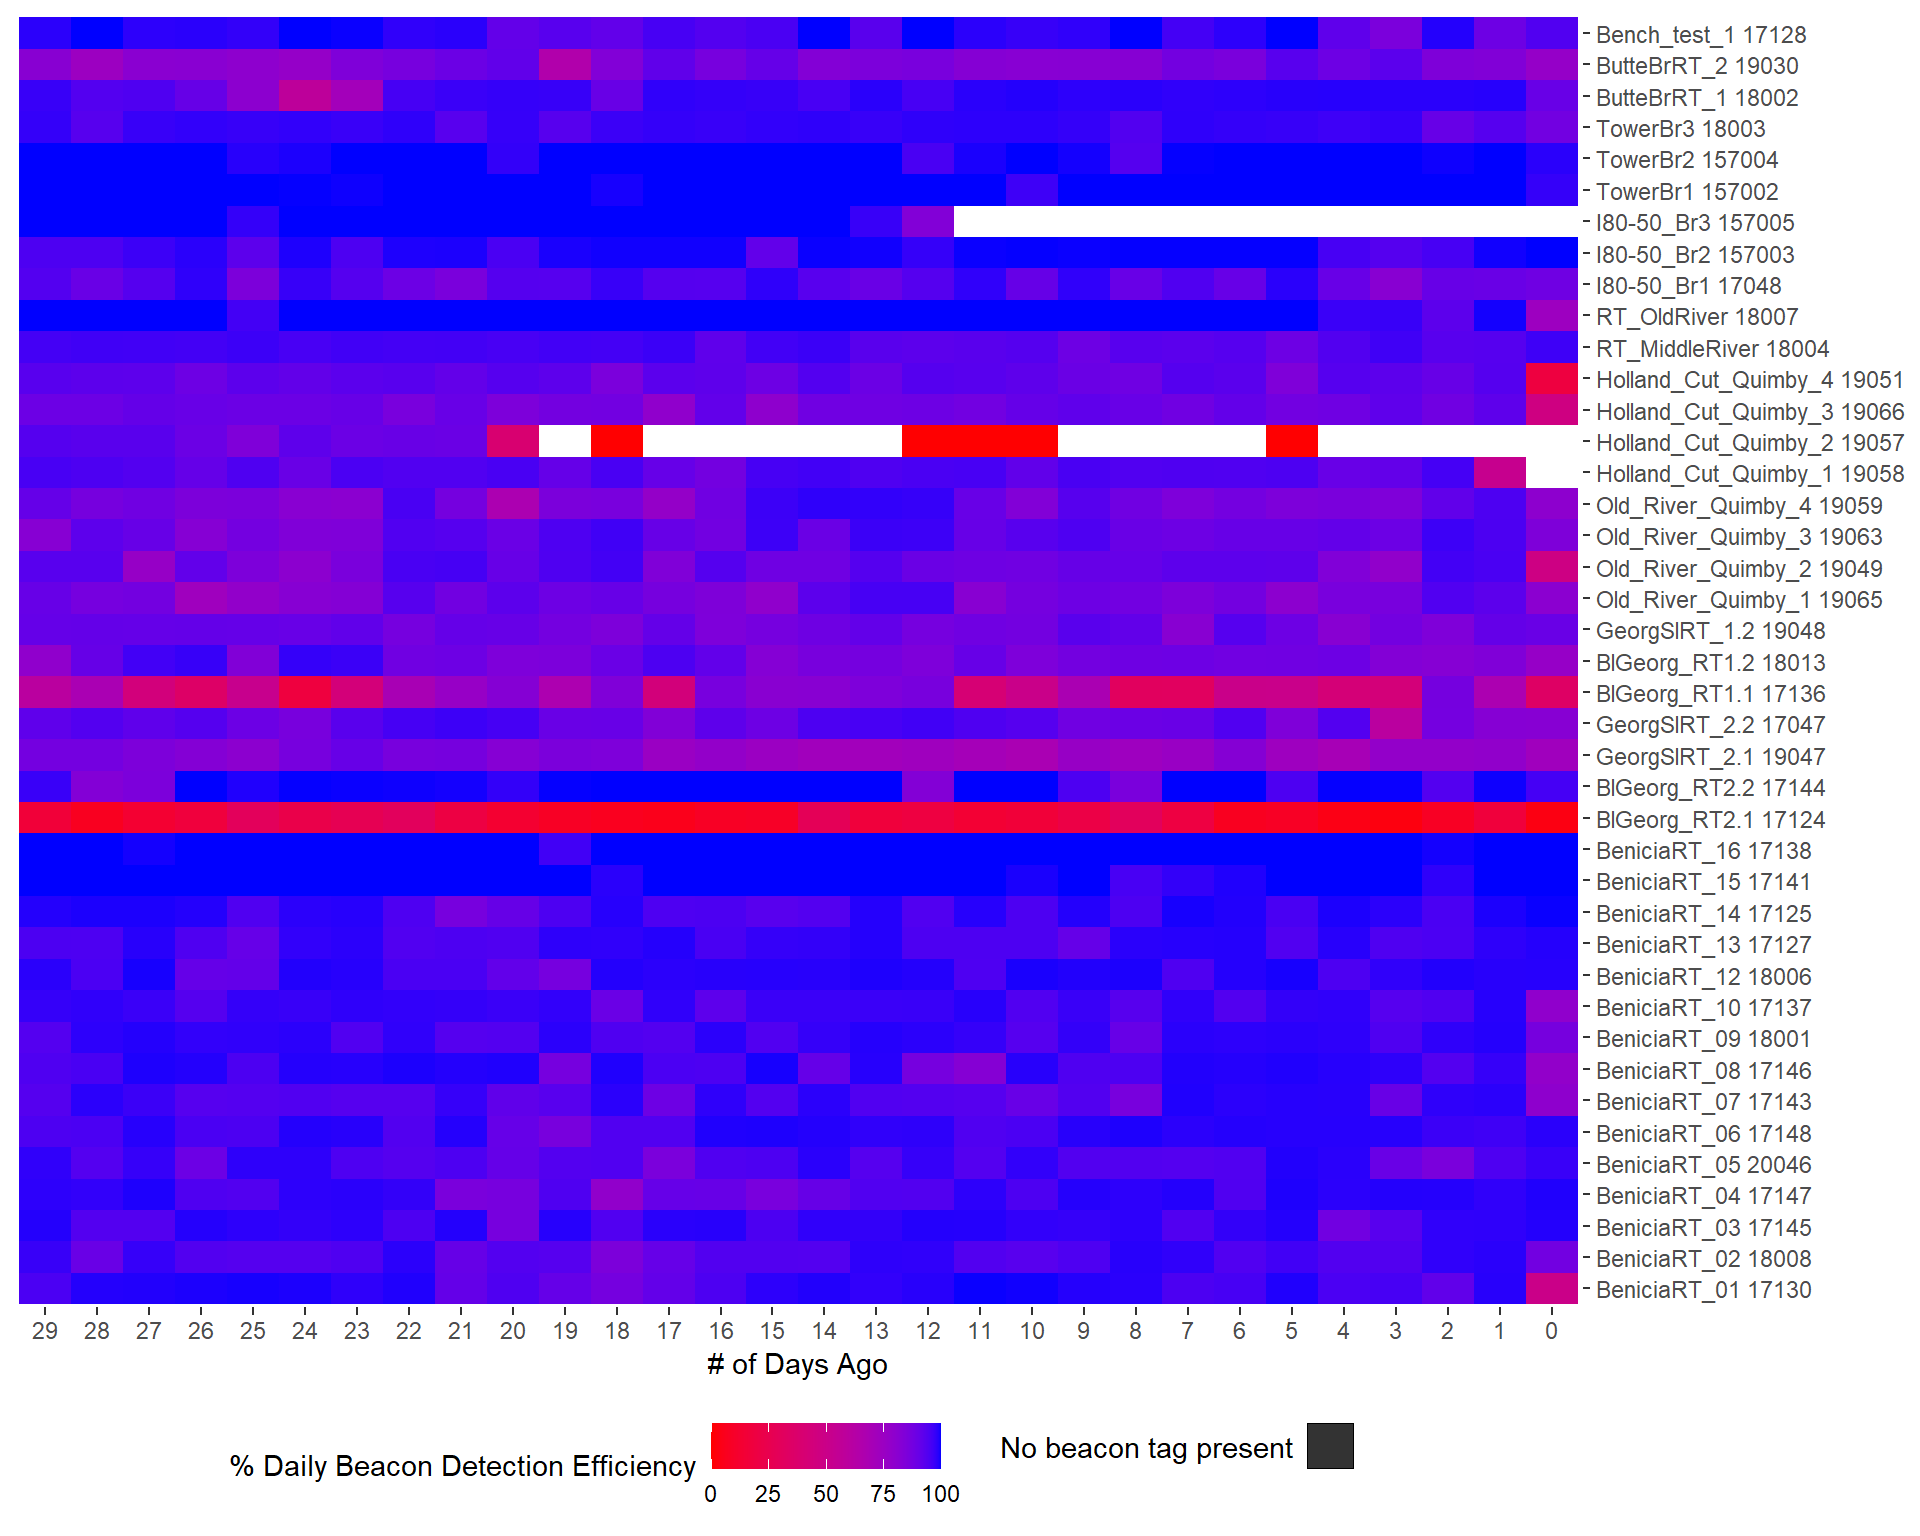 Bench_test_1 17128
ButteBrRT_2 19030
ButteBrRT_1 18002
TowerBr3 18003
TowerBr2 157004
TowerBr1 157002
I80-50_Br3 157005
I80-50_Br2 157003
I80-50_Br1 17048
RT_OldRiver 18007
RT_MiddleRiver 18004
Holland_Cut_Quimby_4 19051
Holland_Cut_Quimby_3 19066
Holland_Cut_Quimby_2 19057
Holland_Cut_Quimby_1 19058
Old_River_Quimby_4 19059
Old_River_Quimby_3 19063
Old_River_Quimby_2 19049
Old_River_Quimby_1 19065
GeorgSlRT_1.2 19048
BlGeorg_RT1.2 18013
BlGeorg_RT1.1 17136
GeorgSlRT_2.2 17047
GeorgSlRT_2.1 19047
BlGeorg_RT2.2 17144
BlGeorg_RT2.1 17124
BeniciaRT_16 17138
BeniciaRT_15 17141
BeniciaRT_14 17125
BeniciaRT_13 17127
BeniciaRT_12 18006
BeniciaRT_10 17137
BeniciaRT_09 18001
BeniciaRT_08 17146
BeniciaRT_07 17143
BeniciaRT_06 17148
BeniciaRT_05 20046
BeniciaRT_04 17147
BeniciaRT_03 17145
BeniciaRT_02 18008
BeniciaRT_01 17130
29 28 27 26 25 24 23 22 21 20 19 18 17 16 15 14 13 12 11 10 9 8 7 6 5 4 3 2 1 0
# of Days Ago
% Daily Beacon Detection Efficiency
0 25 50 75 100
No beacon tag present